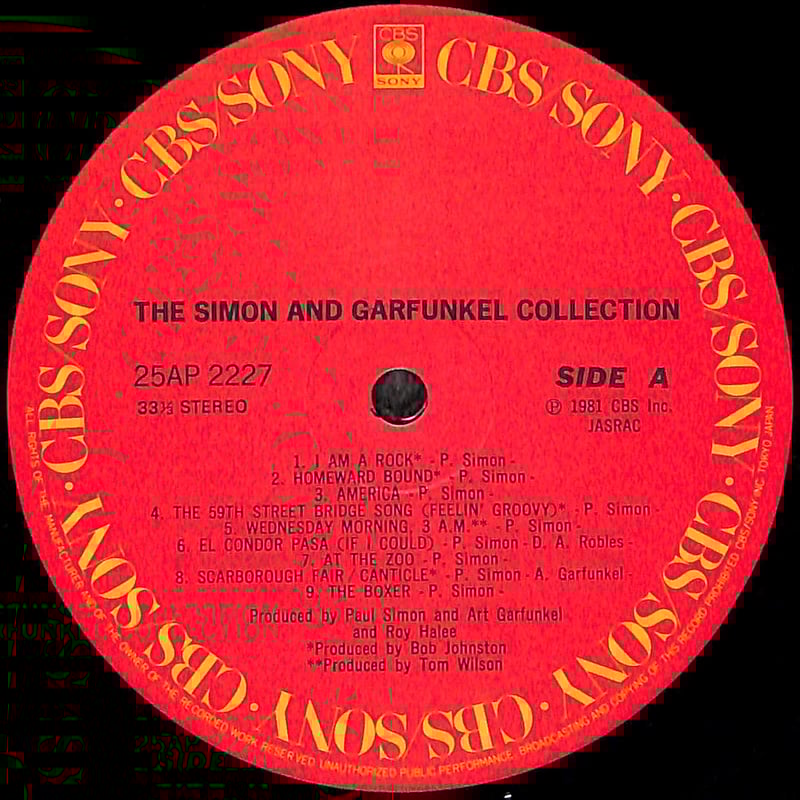 CBS
SONY
CBS/SONY · CBS/SONY · CBS/SONY · CBS/SONY · CBS/SONY · CBS/SONY · CBS/SONY · CBS/SONY
THE SIMON AND GARFUNKEL COLLECTION
25AP 2227
33⅓ STEREO
SIDE A
Ⓟ 1981 CBS Inc.
JASRAC
1. I AM A ROCK* - P. Simon -
2. HOMEWARD BOUND* - P. Simon -
3. AMERICA - P. Simon -
4. THE 59TH STREET BRIDGE SONG (FEELIN' GROOVY)* - P. Simon -
5. WEDNESDAY MORNING, 3 A.M.** - P. Simon -
6. EL CONDOR PASA (IF I COULD) - P. Simon - D. A. Robles -
7. AT THE ZOO - P. Simon -
8. SCARBOROUGH FAIR / CANTICLE* - P. Simon - A. Garfunkel -
9. THE BOXER - P. Simon -
Produced by Paul Simon and Art Garfunkel
and Roy Halee
*Produced by Bob Johnston
**Produced by Tom Wilson
ALL RIGHTS OF THE MANUFACTURER AND OF THE OWNER OF THE RECORDED WORK RESERVED UNAUTHORIZED PUBLIC PERFORMANCE BROADCASTING AND COPYING OF THIS RECORD PROHIBITED CBS/SONY INC. TOKYO JAPAN